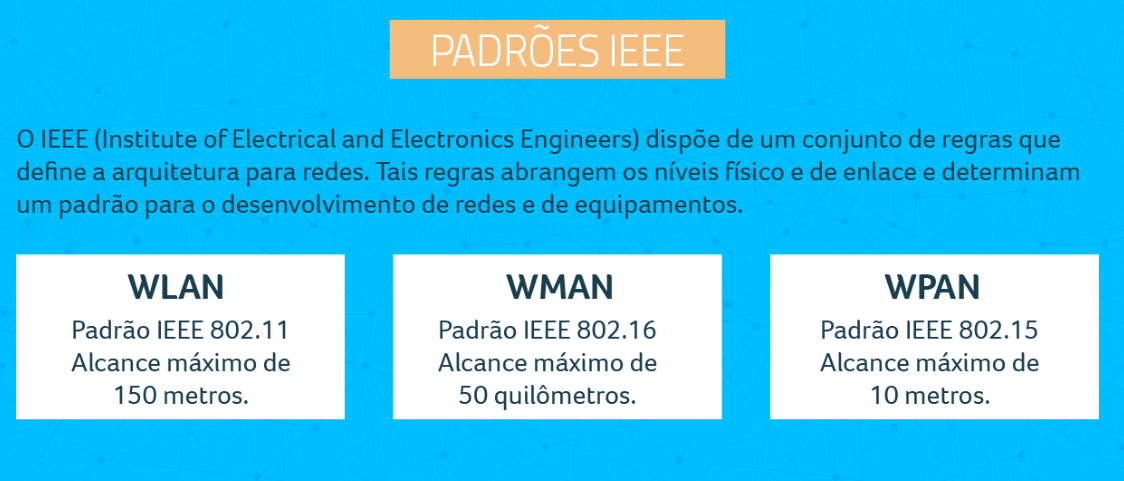 PADRÕES IEEE
O IEEE (Institute of Electrical and Electronics Engineers) dispõe de um conjunto de regras que
define a arquitetura para redes. Tais regras abrangem os níveis físico e de enlace e determinam
um padrão para o desenvolvimento de redes e de equipamentos.
WLAN
Padrão IEEE 802.11
Alcance máximo de
150 metros.
WMAN
Padrão IEEE 802.16
Alcance máximo de
50 quilômetros.
WPAN
Padrão IEEE 802.15
Alcance máximo de
10 metros.